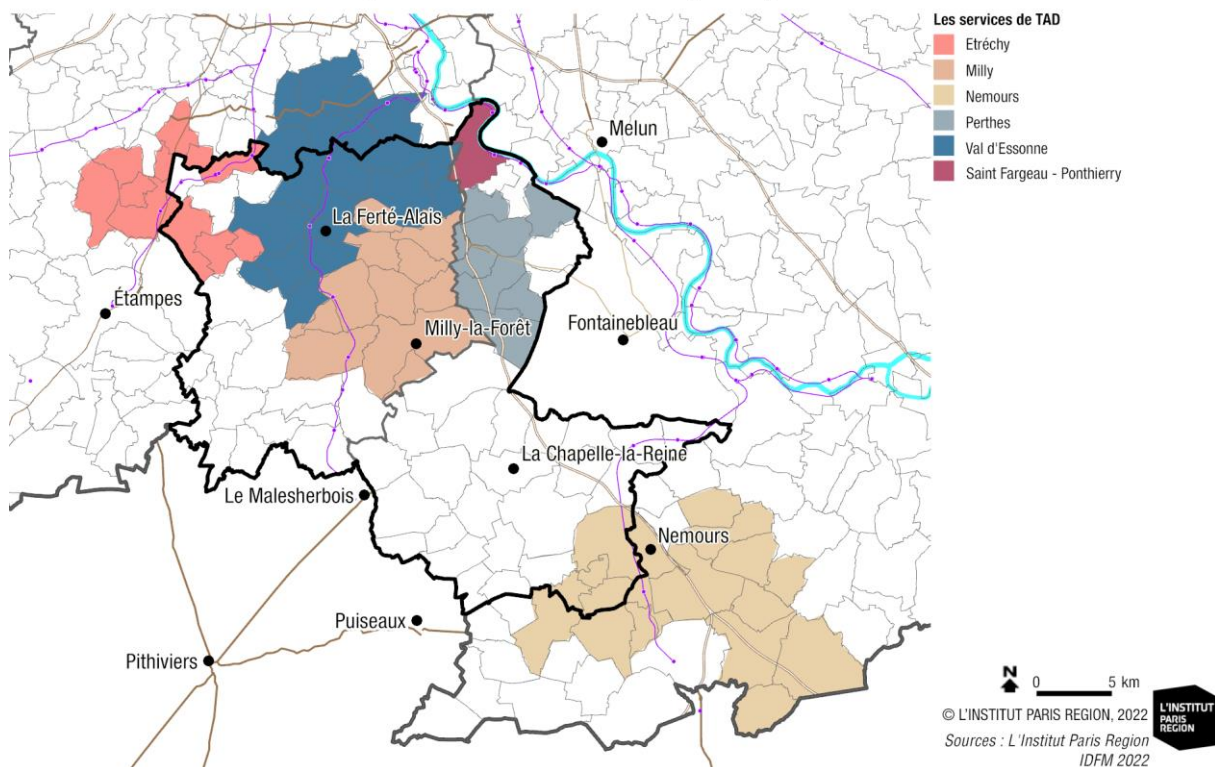 Les services de TAD
Etréchy
Milly
Nemours
Perthes
Val d'Essonne
Saint Fargeau - Ponthierry
Melun
La Ferté-Alais
Étampes
Milly-la-Forêt
Fontainebleau
La Chapelle-la-Reine
Le Malesherbois
Nemours
Puiseaux
Pithiviers
N
0 5 km
© L'INSTITUT PARIS REGION, 2022
Sources : L'Institut Paris Region
IDFM 2022
L'INSTITUT
PARIS
REGION